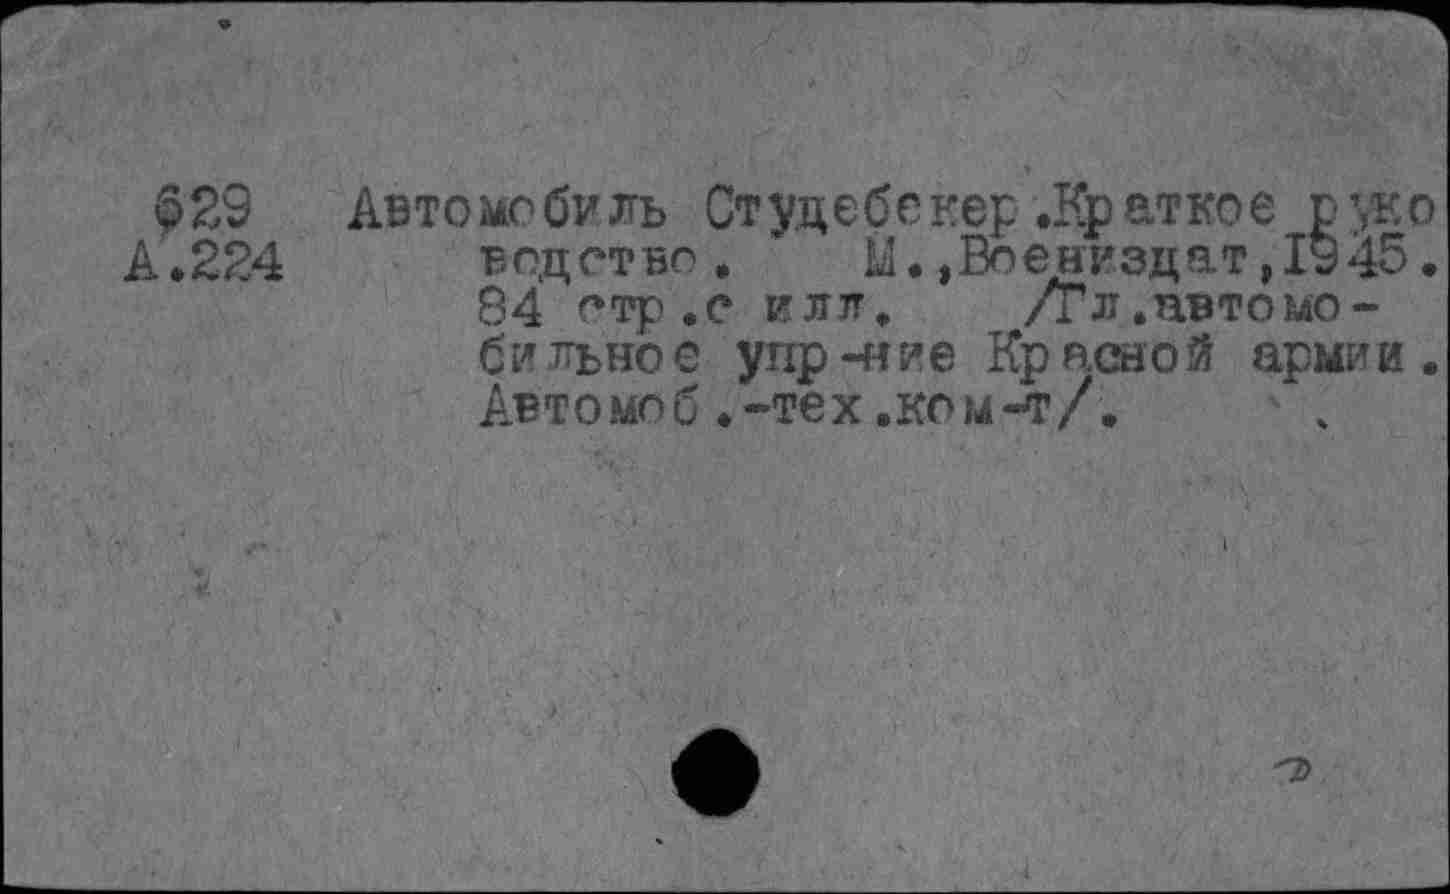 629 Автомобиль Студебекер.Краткое руко
А.224 водство. М.,Воениздат,1945.
84 стр.с илл. /Гл.автомо-
бильное упр-ние Красной армии.
Автомоб.-тех.ком-т/.